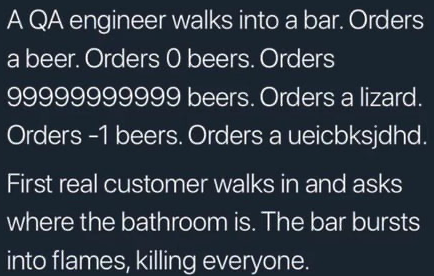 A QA engineer walks into a bar. Orders
a beer. Orders 0 beers. Orders
99999999999 beers. Orders a lizard.
Orders -1 beers. Orders a ueicbksjdhd.
First real customer walks in and asks
where the bathroom is. The bar bursts
into flames, killing everyone.